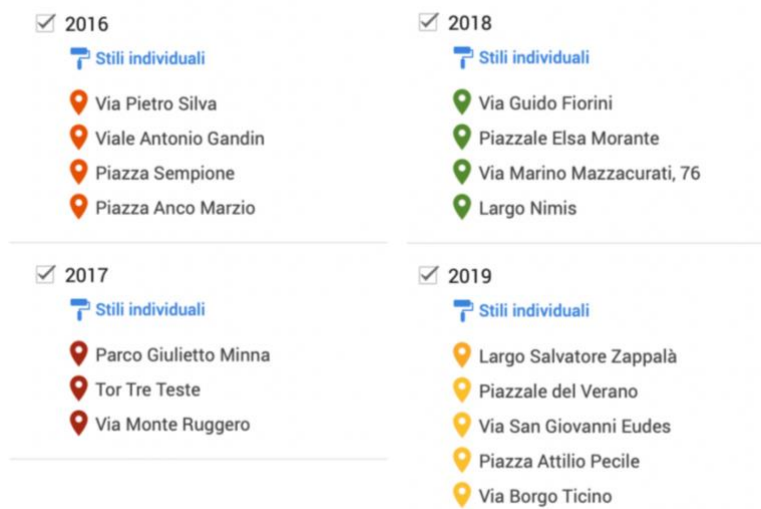 2016
Stili individuali
Via Pietro Silva
Viale Antonio Gandin
Piazza Sempione
Piazza Anco Marzio
2017
Stili individuali
Parco Giulietto Minna
Tor Tre Teste
Via Monte Ruggero
2018
Stili individuali
Via Guido Fiorini
Piazzale Elsa Morante
Via Marino Mazzacurati, 76
Largo Nimis
2019
Stili individuali
Largo Salvatore Zappalà
Piazzale del Verano
Via San Giovanni Eudes
Piazza Attilio Pecile
Via Borgo Ticino